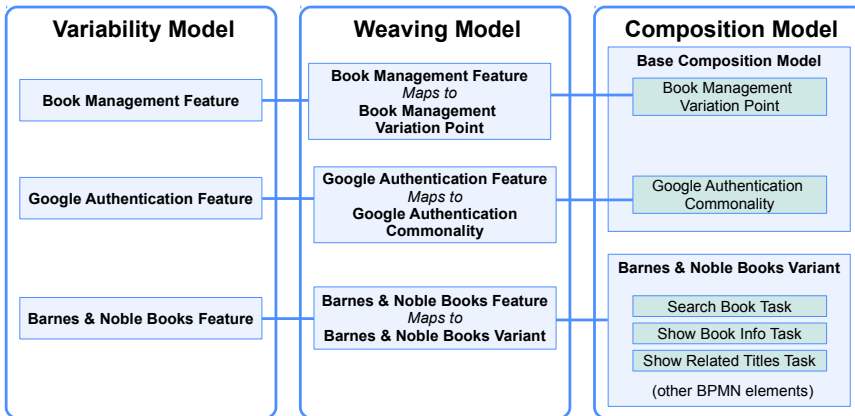 Variability Model
Book Management Feature
Google Authentication Feature
Barnes & Noble Books Feature
Weaving Model
Book Management Feature
Maps to
Book Management
Variation Point
Google Authentication Feature
Maps to
Google Authentication
Commonality
Barnes & Noble Books Feature
Maps to
Barnes & Noble Books Variant
Composition Model
Base Composition Model
Book Management
Variation Point
Google Authentication
Commonality
Barnes & Noble Books Variant
Search Book Task
Show Book Info Task
Show Related Titles Task
(other BPMN elements)